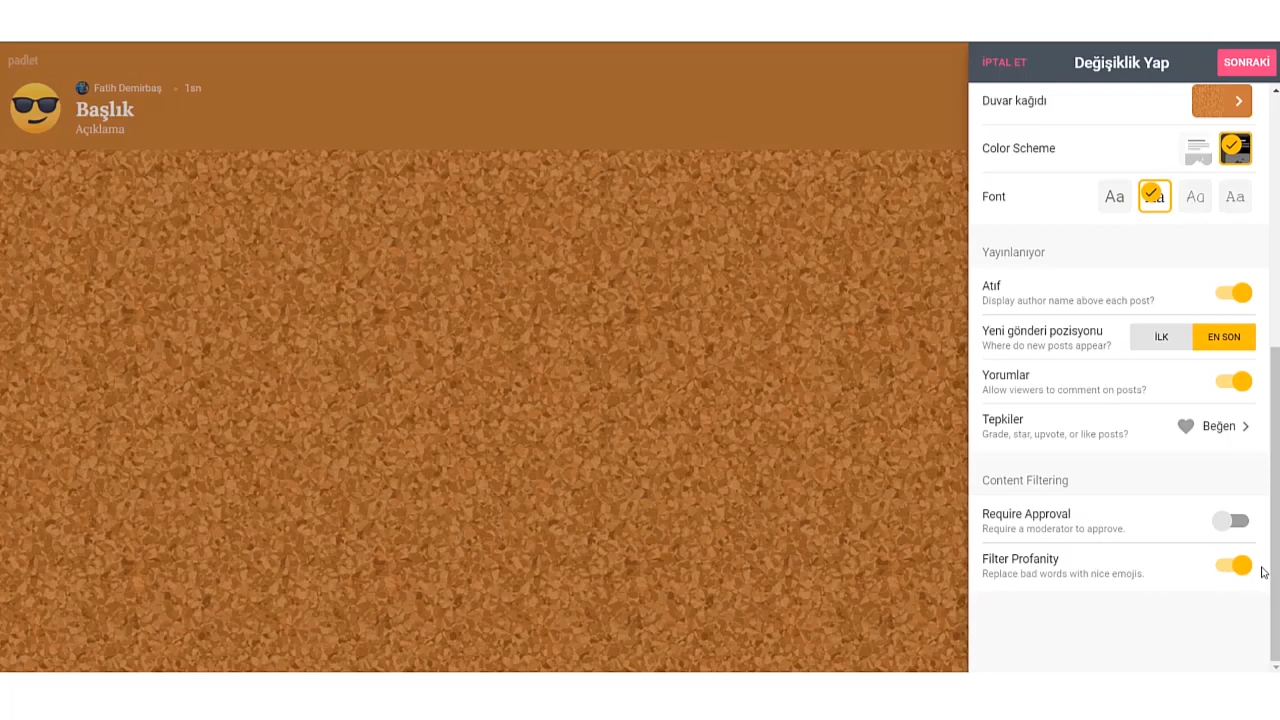 padlet
Fatih Demirbaş • 1sn
Başlık
Açıklama
İPTAL ET
Değişiklik Yap
SONRAKİ
Duvar kağıdı
Color Scheme
Font
Aa Aa Aa
Yayınlanıyor
Atıf
Display author name above each post?
Yeni gönderi pozisyonu
Where do new posts appear?
İLK
EN SON
Yorumlar
Allow viewers to comment on posts?
Tepkiler
Grade, star, upvote, or like posts?
Beğen
Content Filtering
Require Approval
Require a moderator to approve.
Filter Profanity
Replace bad words with nice emojis.